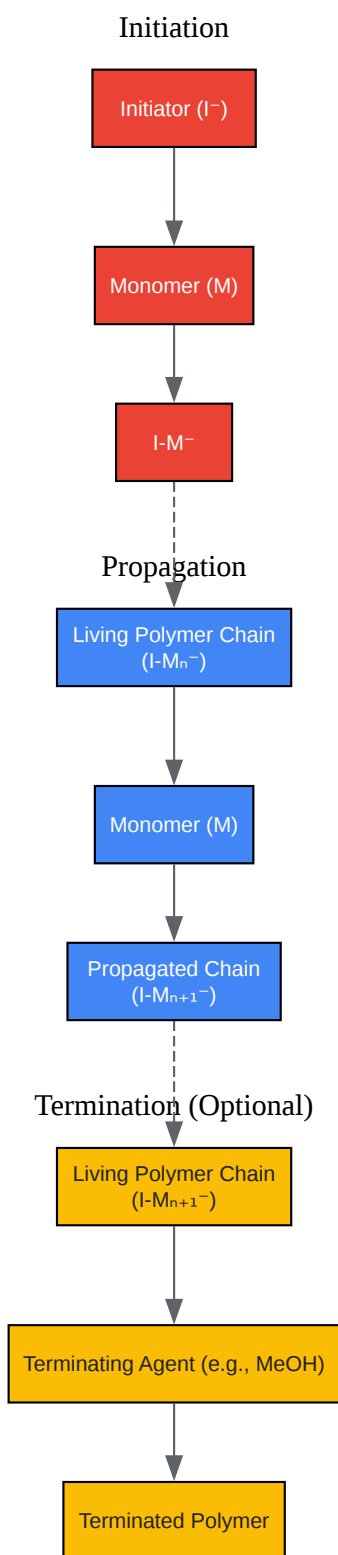 Initiation
Initiator (I⁻)
Monomer (M)
I-M⁻
Propagation
Living Polymer Chain
(I-Mₙ⁻)
Monomer (M)
Propagated Chain
(I-Mₙ₊₁⁻)
Termination (Optional)
Living Polymer Chain
(I-Mₙ₊₁⁻)
Terminating Agent (e.g., MeOH)
Terminated Polymer